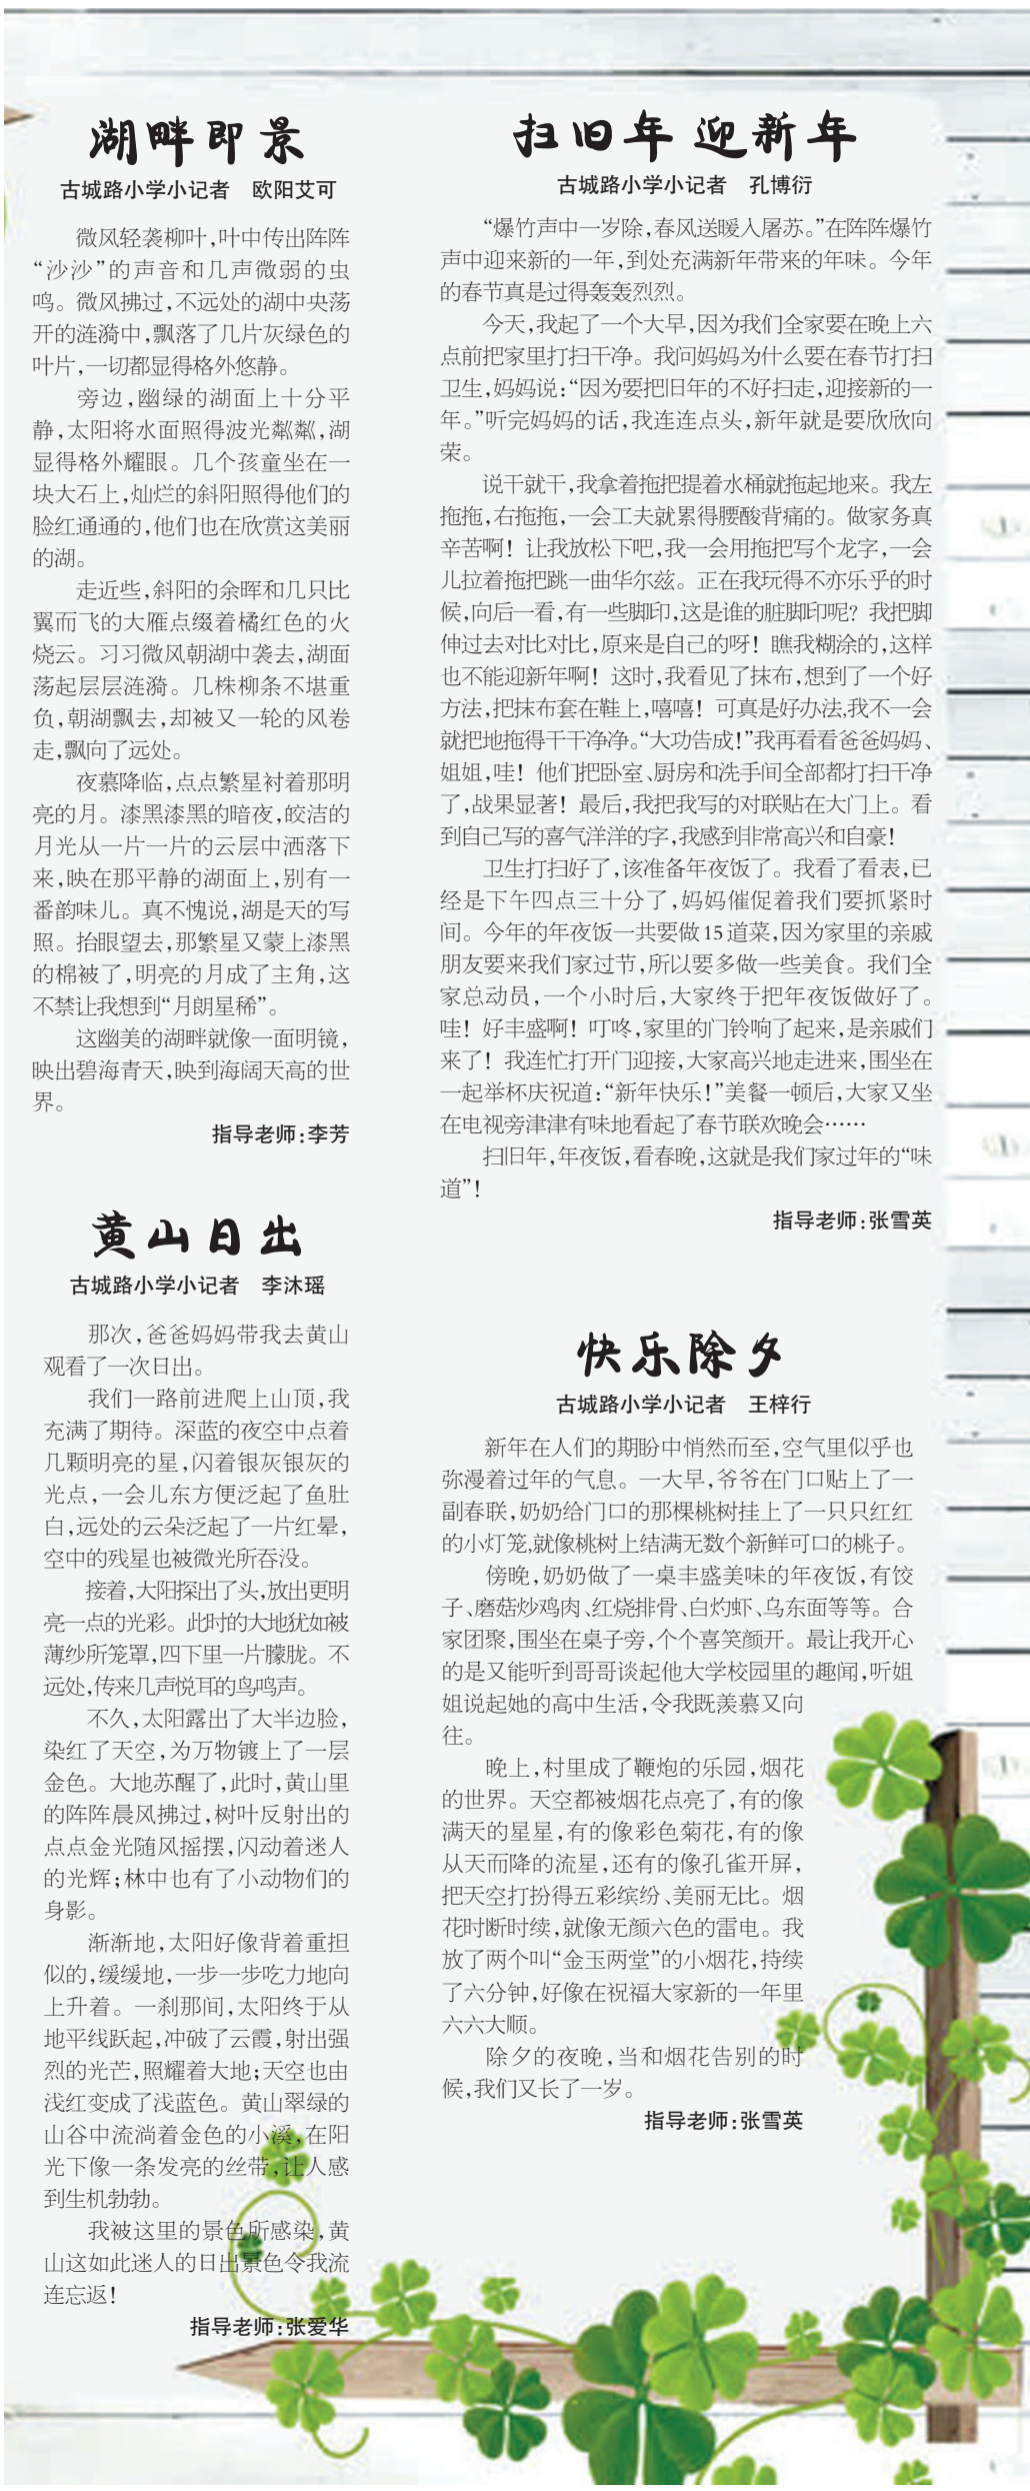 湖畔即景
古城路小学小记者 欧阳艾可
微风轻袭柳叶,叶中传出阵阵
“沙沙”的声音和几声微弱的虫
鸣。微风拂过,不远处的湖中央荡
开的涟漪中,飘落了几片灰绿色的
叶片,一切都显得格外悠静。
旁边,幽绿的湖面上十分平
静,太阳将水面照得波光粼粼,湖
显得格外耀眼。几个孩童坐在一
块大石上,灿烂的斜阳照得他们的
脸红通通的,他们也在欣赏这美丽
的湖。
走近些,斜阳的余晖和几只比
翼而飞的大雁点缀着橘红色的火
烧云。习习微风朝湖中袭去,湖面
荡起层层涟漪。几株柳条不堪重
负,朝湖飘去,却被又一轮的风卷
走,飘向了远处。
夜慕降临,点点繁星衬着那明
亮的月。漆黑漆黑的暗夜,皎洁的
月光从一片一片的云层中洒落下
来,映在那平静的湖面上,别有一
番韵味儿。真不愧说,湖是天的写
照。抬眼望去,那繁星又蒙上漆黑
的棉被了,明亮的月成了主角,这
不禁让我想到“月朗星稀”。
这幽美的湖畔就像一面明镜,
映出碧海青天,映到海阔天高的世
界。
指导老师:李芳
黄山日出
古城路小学小记者 李沐瑶
那次,爸爸妈妈带我去黄山
观看了一次日出。
我们一路前进爬上山顶,我
充满了期待。深蓝的夜空中点着
几颗明亮的星,闪着银灰银灰的
光点,一会儿东方便泛起了鱼肚
白,远处的云朵泛起了一片红晕,
空中的残星也被微光所吞没。
接着,大阳探出了头,放出更明
亮一点的光彩。此时的大地犹如被
薄纱所笼罩,四下里一片朦胧。不
远处,传来几声悦耳的鸟鸣声。
不久,太阳露出了大半边脸,
染红了天空,为万物镀上了一层
金色。大地苏醒了,此时,黄山里
的阵阵晨风拂过,树叶反射出的
点点金光随风摇摆,闪动着迷人
的光辉;林中也有了小动物们的
身影。
渐渐地,太阳好像背着重担
似的,缓缓地,一步一步吃力地向
上升着。一刹那间,太阳终于从
地平线跃起,冲破了云霞,射出强
烈的光芒,照耀着大地;天空也由
浅红变成了浅蓝色。黄山翠绿的
山谷中流淌着金色的小溪,在阳
光下像一条发亮的丝带,让人感
到生机勃勃。
我被这里的景色所感染,黄
山这如此迷人的日出景色令我流
连忘返!
指导老师:张爱华
扫旧年 迎新年
古城路小学小记者 孔博衍
“爆竹声中一岁除,春风送暖入屠苏。”在阵阵爆竹
声中迎来新的一年,到处充满新年带来的年味。今年
的春节真是过得轰轰烈烈。
今天,我起了一个大早,因为我们全家要在晚上六
点前把家里打扫干净。我问妈妈为什么要在春节打扫
卫生,妈妈说:“因为要把旧年的不好扫走,迎接新的一
年。”听完妈妈的话,我连连点头,新年就是要欣欣向
荣。
说干就干,我拿着拖把提着水桶就拖起地来。我左
拖拖,右拖拖,一会工夫就累得腰酸背痛的。做家务真
辛苦啊!让我放松下吧,我一会用拖把写个龙字,一会
儿拉着拖把跳一曲华尔兹。正在我玩得不亦乐乎的时
候,向后一看,有一些脚印,这是谁的脏脚印呢?我把脚
伸过去对比对比,原来是自己的呀!瞧我糊涂的,这样
也不能迎新年啊!这时,我看见了抹布,想到了一个好
方法,把抹布套在鞋上,嘻嘻!可真是好办法,我不一会
就把地拖得干干净净。“大功告成!”我再看看爸爸妈妈、
姐姐,哇!他们把卧室、厨房和洗手间全部都打扫干净
了,战果显著!最后,我把我写的对联贴在大门上。看
到自己写的喜气洋洋的字,我感到非常高兴和自豪!
卫生打扫好了,该准备年夜饭了。我看了看表,已
经是下午四点三十分了,妈妈催促着我们要抓紧时
间。今年的年夜饭一共要做15道菜,因为家里的亲戚
朋友要来我们家过节,所以要多做一些美食。我们全
家总动员,一个小时后,大家终于把年夜饭做好了。
哇!好丰盛啊!叮咚,家里的门铃响了起来,是亲戚们
来了!我连忙打开门迎接,大家高兴地走进来,围坐在
一起举杯庆祝道:“新年快乐!”美餐一顿后,大家又坐
在电视旁津津有味地看起了春节联欢晚会……
扫旧年,年夜饭,看春晚,这就是我们家过年的“味
道”!
指导老师:张雪英
快乐除夕
古城路小学小记者 王梓行
新年在人们的期盼中悄然而至,空气里似乎也
弥漫着过年的气息。一大早,爷爷在门口贴上了一
副春联,奶奶给门口的那棵桃树挂上了一只只红红
的小灯笼,就像桃树上结满无数个新鲜可口的桃子。
傍晚,奶奶做了一桌丰盛美味的年夜饭,有饺
子、磨菇炒鸡肉、红烧排骨、白灼虾、乌东面等等。合
家团聚,围坐在桌子旁,个个喜笑颜开。最让我开心
的是又能听到哥哥谈起他大学校园里的趣闻,听姐
姐说起她的高中生活,令我既羡慕又向
往。
晚上,村里成了鞭炮的乐园,烟花
的世界。天空都被烟花点亮了,有的像
满天的星星,有的像彩色菊花,有的像
从天而降的流星,还有的像孔雀开屏,
把天空打扮得五彩缤纷、美丽无比。烟
花时断时续,就像无颜六色的雷电。我
放了两个叫“金玉两堂”的小烟花,持续
了六分钟,好像在祝福大家新的一年里
六六大顺。
除夕的夜晚,当和烟花告别的时
候,我们又长了一岁。
指导老师:张雪英